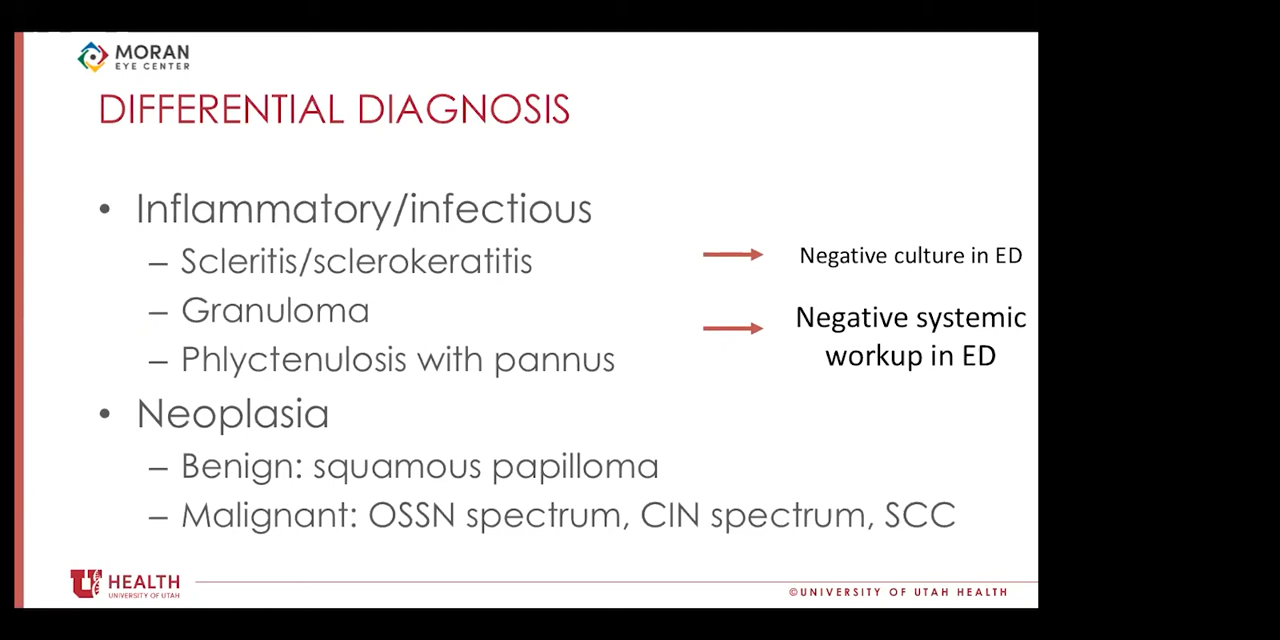 MORAN
EYE CENTER
DIFFERENTIAL DIAGNOSIS
• Inflammatory/infectious
– Scleritis/sclerokeratitis
Negative culture in ED
– Granuloma
Negative systemic
workup in ED
– Phlyctenulosis with pannus
• Neoplasia
– Benign: squamous papilloma
– Malignant: OSSN spectrum, CIN spectrum, SCC
U HEALTH
UNIVERSITY OF UTAH
©UNIVERSITY OF UTAH HEALTH